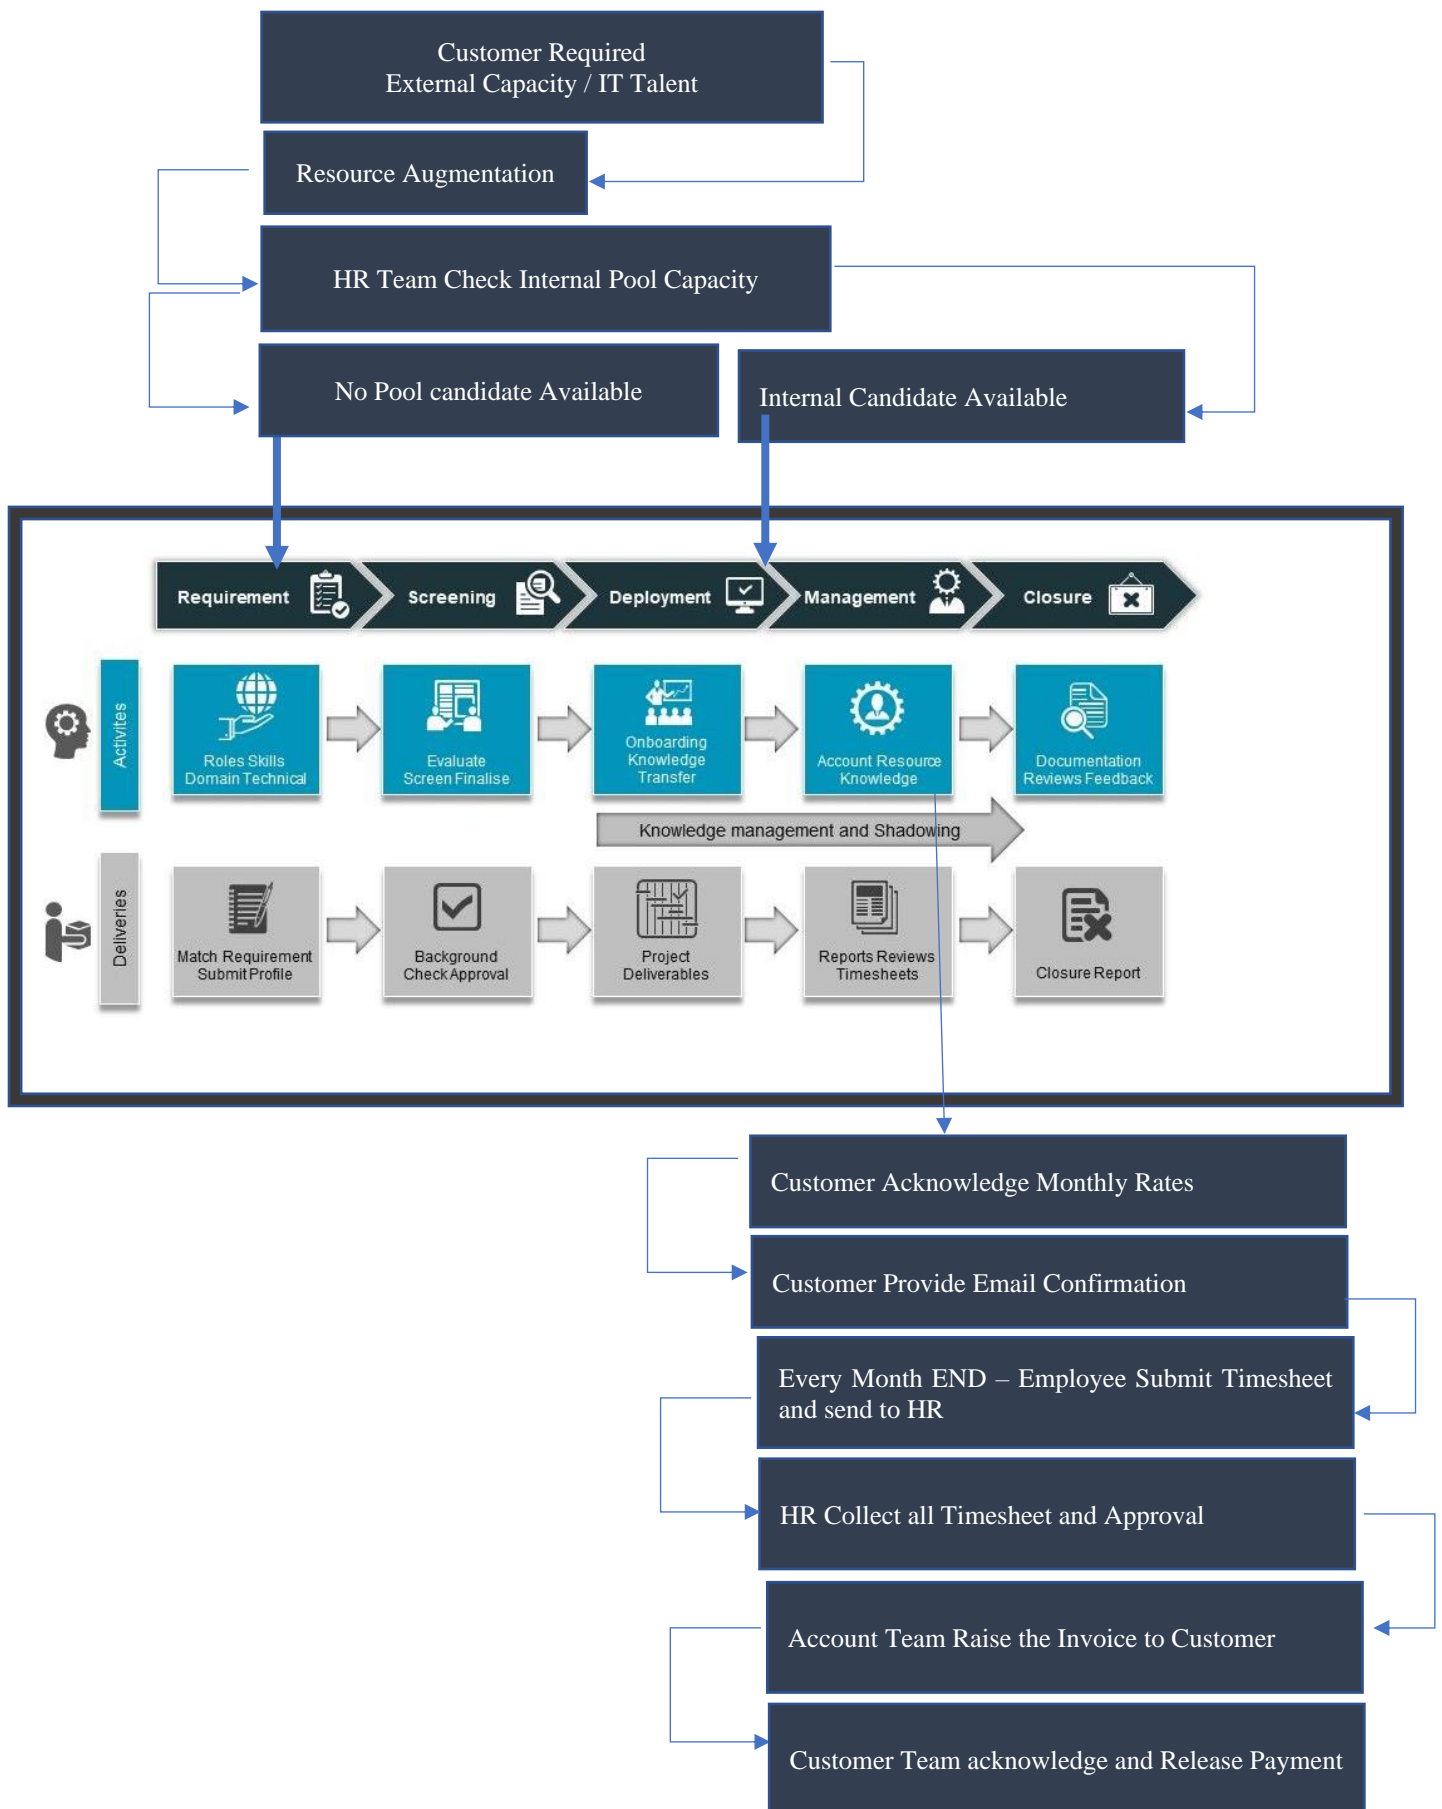 Customer Required
External Capacity / IT Talent
Resource Augmentation
HR Team Check Internal Pool Capacity
No Pool candidate Available
Internal Candidate Available
Requirement
Screening
Deployment
Management
Closure
Activites
Roles Skills
Domain Technical
Evaluate
Screen Finalise
Onboarding
Knowledge
Transfer
Account Resource
Knowledge
Documentation
Reviews Feedback
Knowledge management and Shadowing
Deliveries
Match Requirement
Submit Profile
Background
Check Approval
Project
Deliverables
Reports Reviews
Timesheets
Closure Report
Customer Acknowledge Monthly Rates
Customer Provide Email Confirmation
Every Month END – Employee Submit Timesheet
and send to HR
HR Collect all Timesheet and Approval
Account Team Raise the Invoice to Customer
Customer Team acknowledge and Release Payment